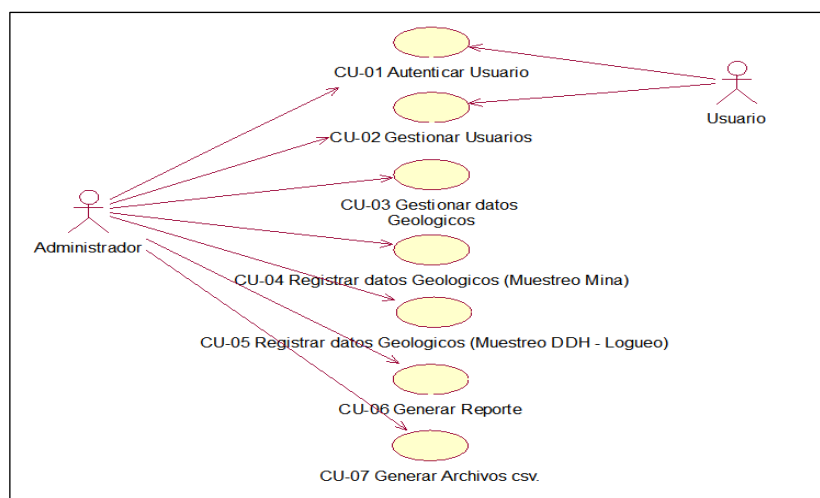 CU-01 Autenticar Usuario
Usuario
CU-02 Gestionar Usuarios
CU-03 Gestionar datos
Geologicos
Administrador
CU-04 Registrar datos Geologicos (Muestreo Mina)
CU-05 Registrar datos Geologicos (Muestreo DDH - Logueo)
CU-06 Generar Reporte
CU-07 Generar Archivos csv.